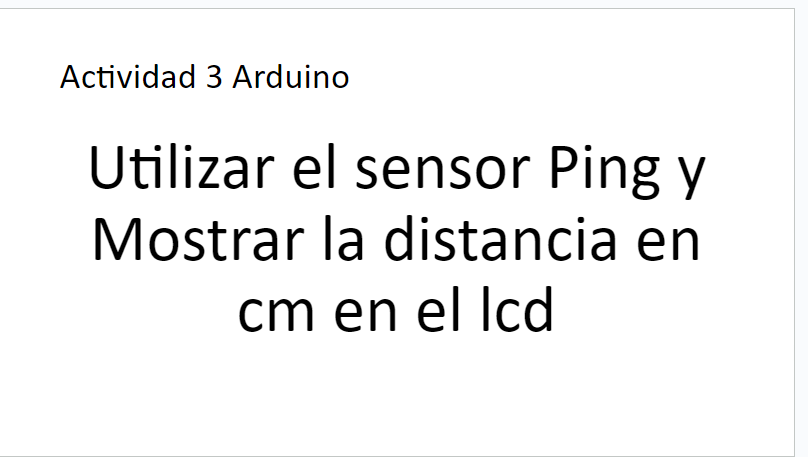 Actividad 3 Arduino
Utilizar el sensor Ping y
Mostrar la distancia en
cm en el lcd